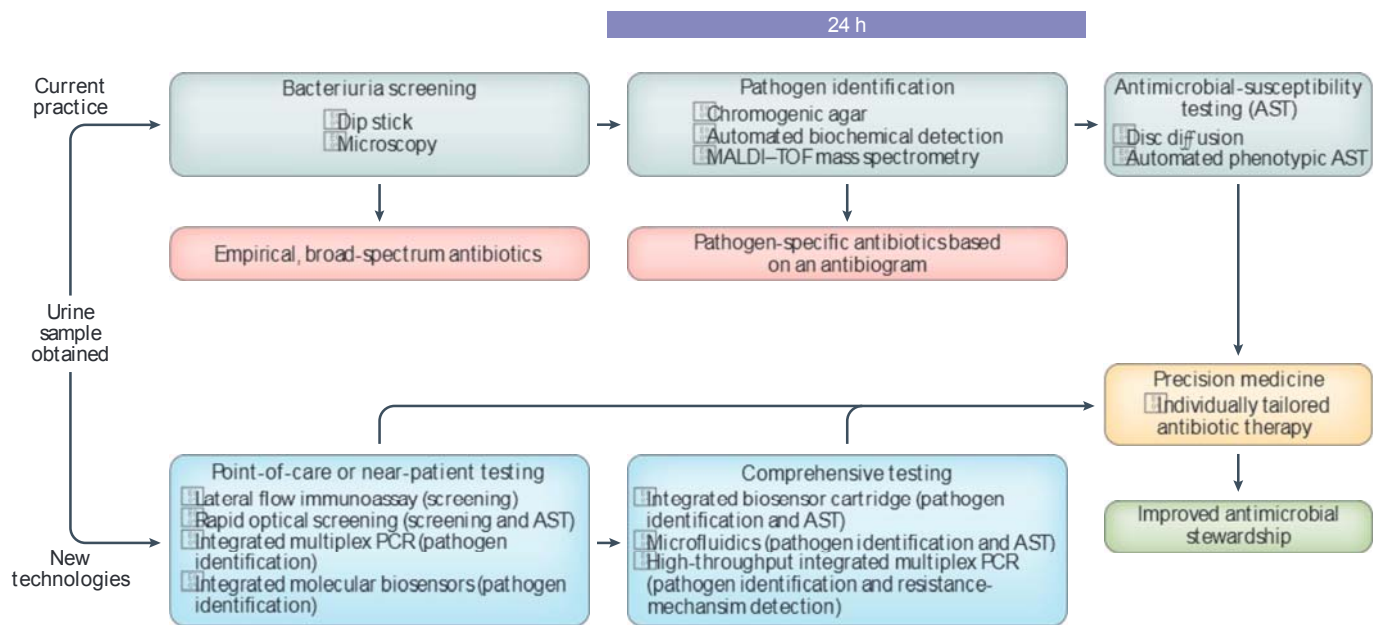 24 h
Current
practice
Bacteriuria screening
Dip stick
Microscopy
Pathogen identification
Chromogenic agar
Automated biochemical detection
MALDI–TOF mass spectrometry
Antimicrobial-susceptibility
testing (AST)
Disc diffusion
Automated phenotypic AST
Empirical, broad-spectrum antibiotics
Pathogen-specific antibiotics based
on an antibiogram
Urine
sample
obtained
Precision medicine
Individually tailored
antibiotic therapy
Improved antimicrobial
stewardship
New
technologies
Point-of-care or near-patient testing
Lateral flow immunoassay (screening)
Rapid optical screening (screening and AST)
Integrated multiplex PCR (pathogen
identification)
Integrated molecular biosensors (pathogen
identification)
Comprehensive testing
Integrated biosensor cartridge (pathogen
identification and AST)
Microfluidics (pathogen identification and AST)
High-throughput integrated multiplex PCR
(pathogen identification and resistance-
mechansim detection)